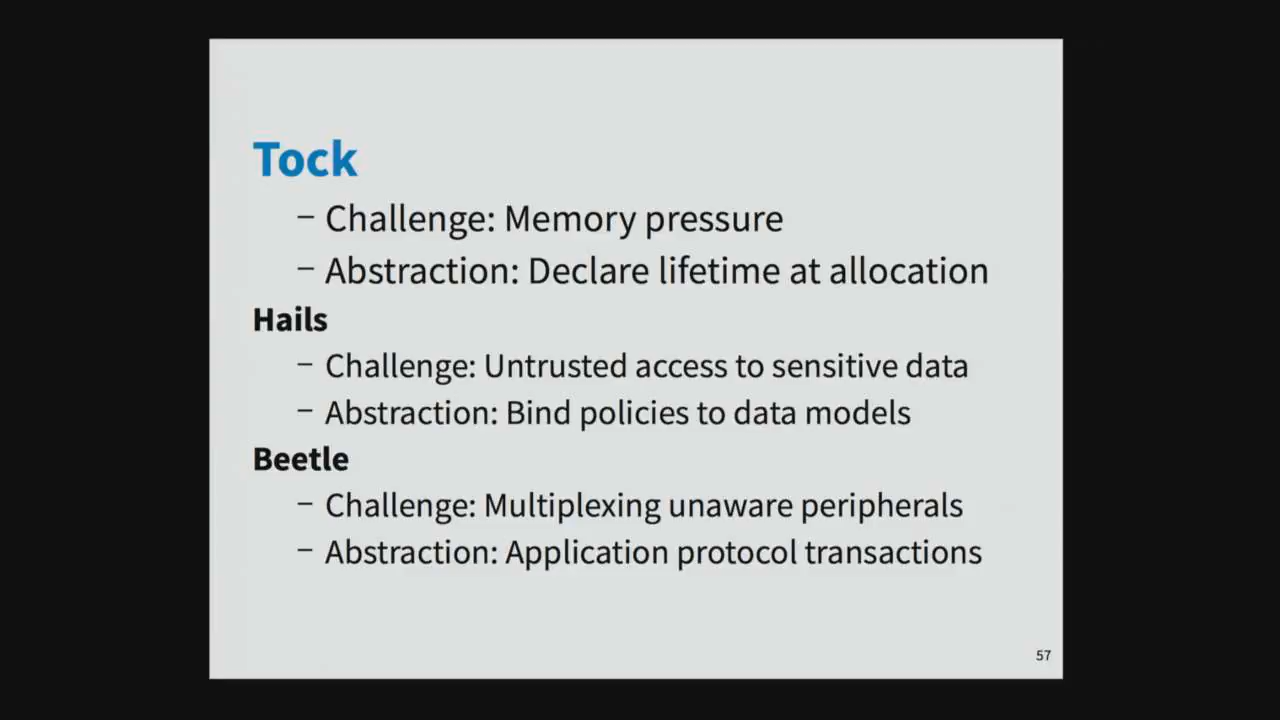 Tock
– Challenge: Memory pressure
– Abstraction: Declare lifetime at allocation
Hails
– Challenge: Untrusted access to sensitive data
– Abstraction: Bind policies to data models
Beetle
– Challenge: Multiplexing unaware peripherals
– Abstraction: Application protocol transactions
57